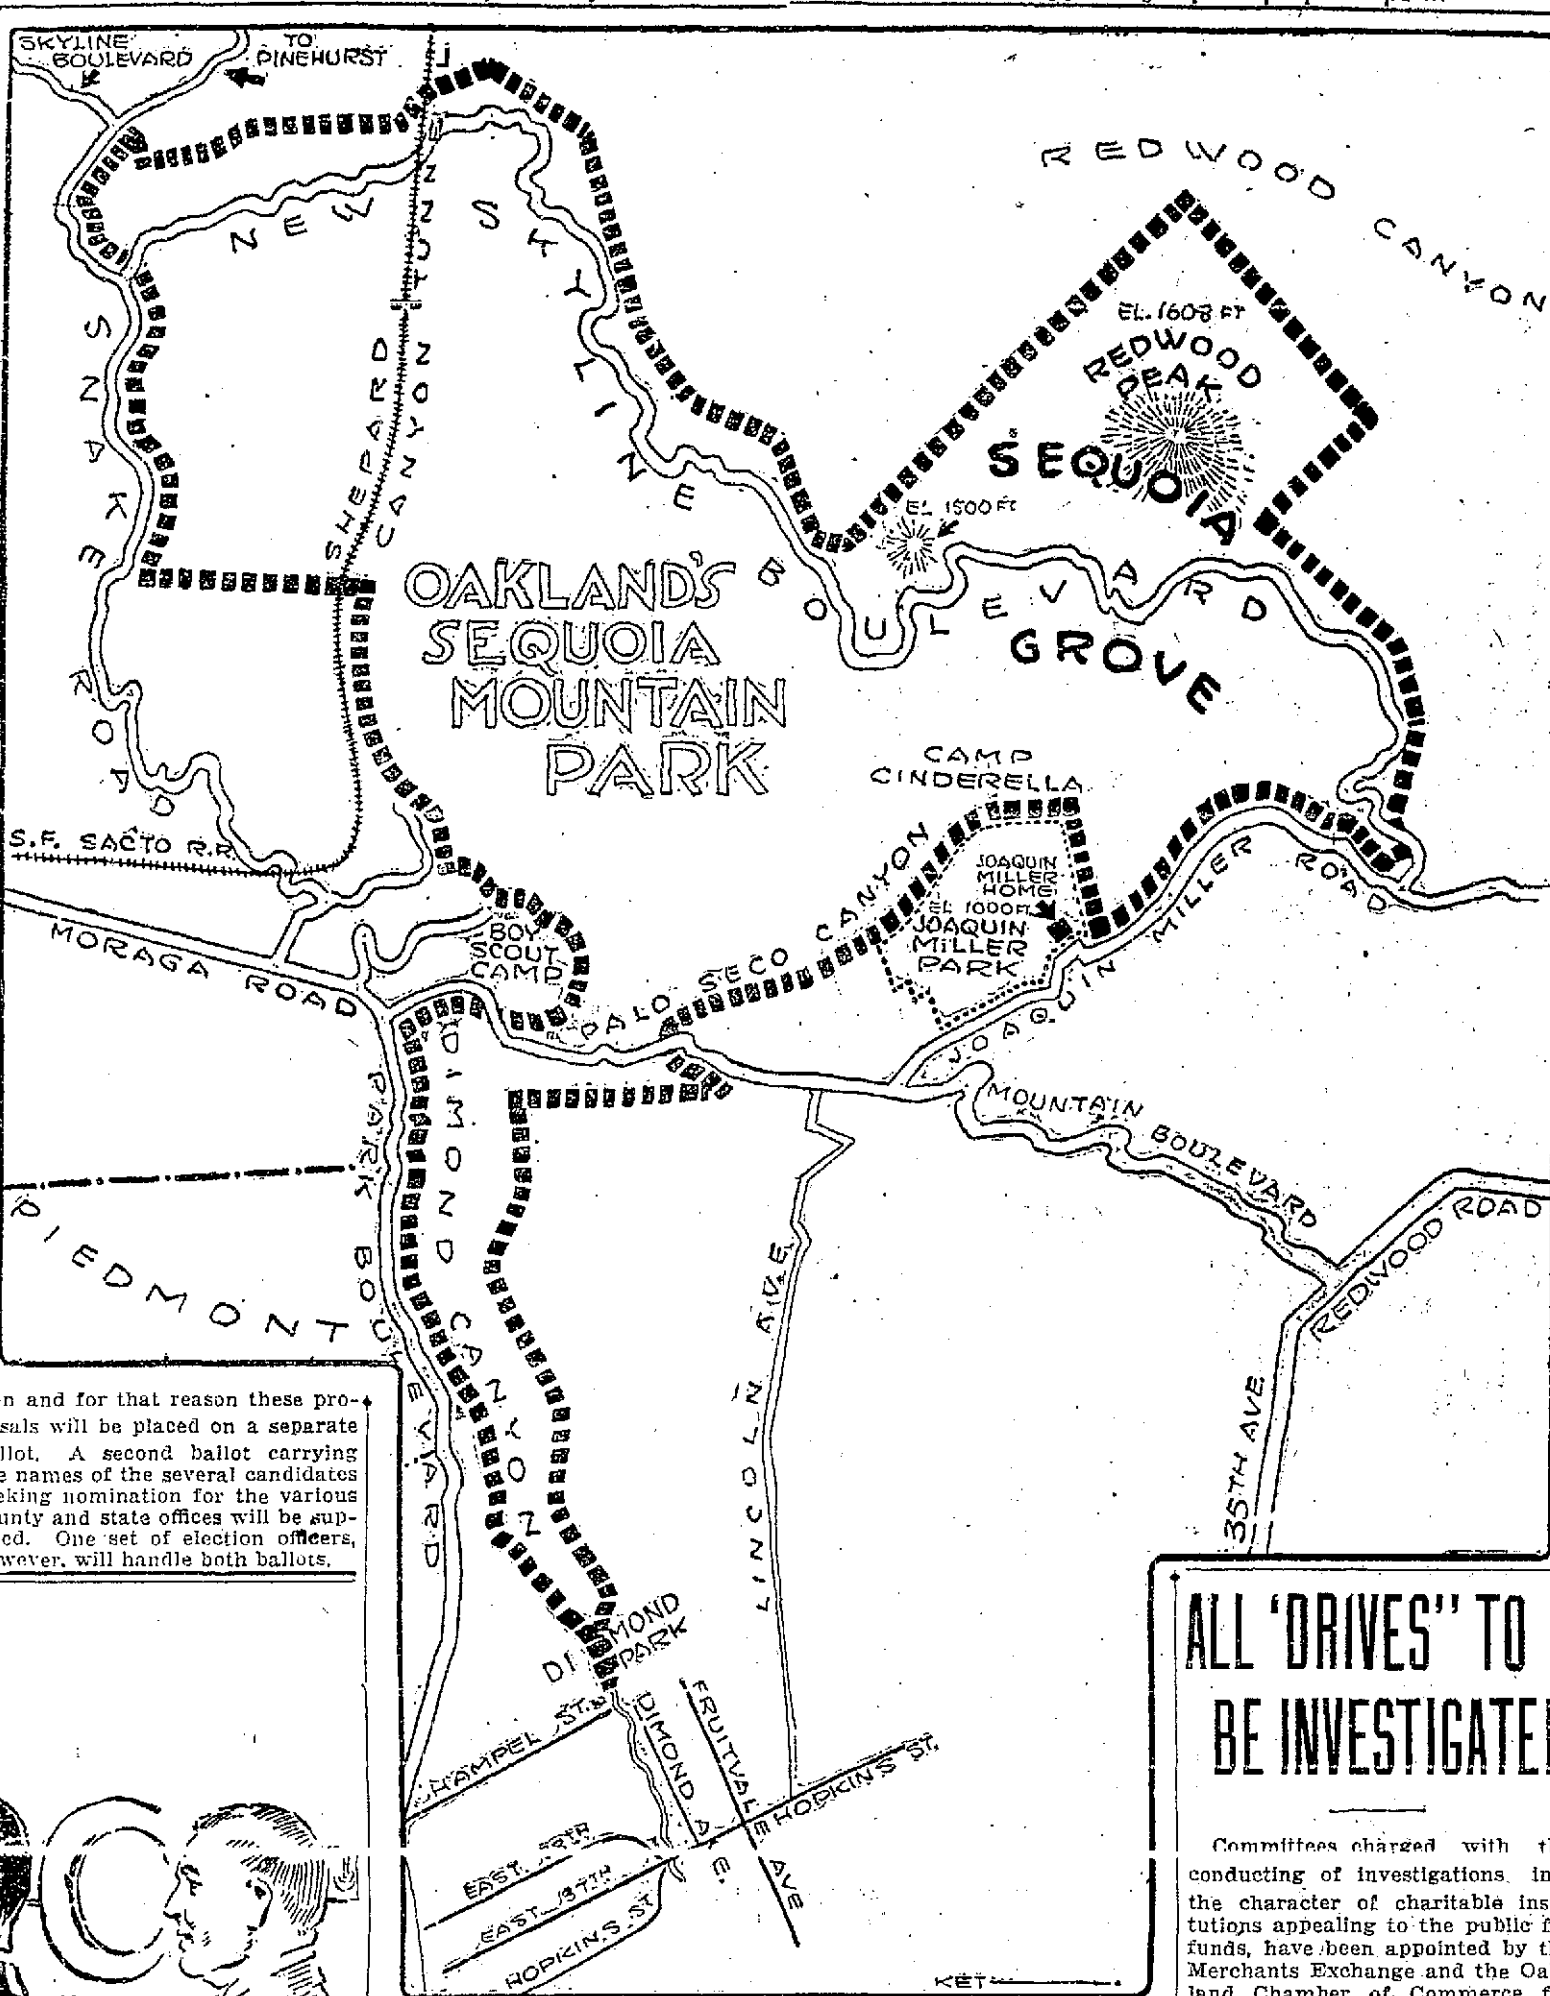 SKYLINE
BOULEVARD
TO
PINEHURST
REDWOOD CANYON
NEW SKYLINE BOULEVARD
SNAKE ROAD
SHEPARD
CANYON
EL. 1608 FT
REDWOOD
PEAK
SEQUOIA
EL 1500 FT
GROVE
OAKLAND'S
SEQUOIA
MOUNTAIN
PARK
CAMP
CINDERELLA
S.F. SACTO R.R.
JOAQUIN
MILLER
HOME
EL 1000 FT
JOAQUIN
MILLER
PARK
JOAQUIN MILLER ROAD
MORAGA ROAD
BOY
SCOUT
CAMP
PALO SECO CANYON
DIMOND CANYON
PARK BOULEVARD
MOUNTAIN BOULEVARD
PIEDMONT
REDWOOD ROAD
35TH AVE
LINCOLN AVE
DIMOND
PARK
HAMPEL ST.
DIMOND AVE.
FRUITVALE AVE
HOPKINS ST.
EAST 38TH
EAST 37TH
HOPKINS ST
KET
n and for that reason these pro-
sals will be placed on a separate
llot. A second ballot carrying
e names of the several candidates
eking nomination for the various
unty and state offices will be sup-
ed. One set of election officers,
wever, will handle both ballots.
ALL 'DRIVES" TO
BE INVESTIGATE
Committees charged with t
conducting of investigations in
the character of charitable ins
tutions appealing to the public f
funds, have been appointed by t
Merchants Exchange and the Oa
land Chamber of Commerce f